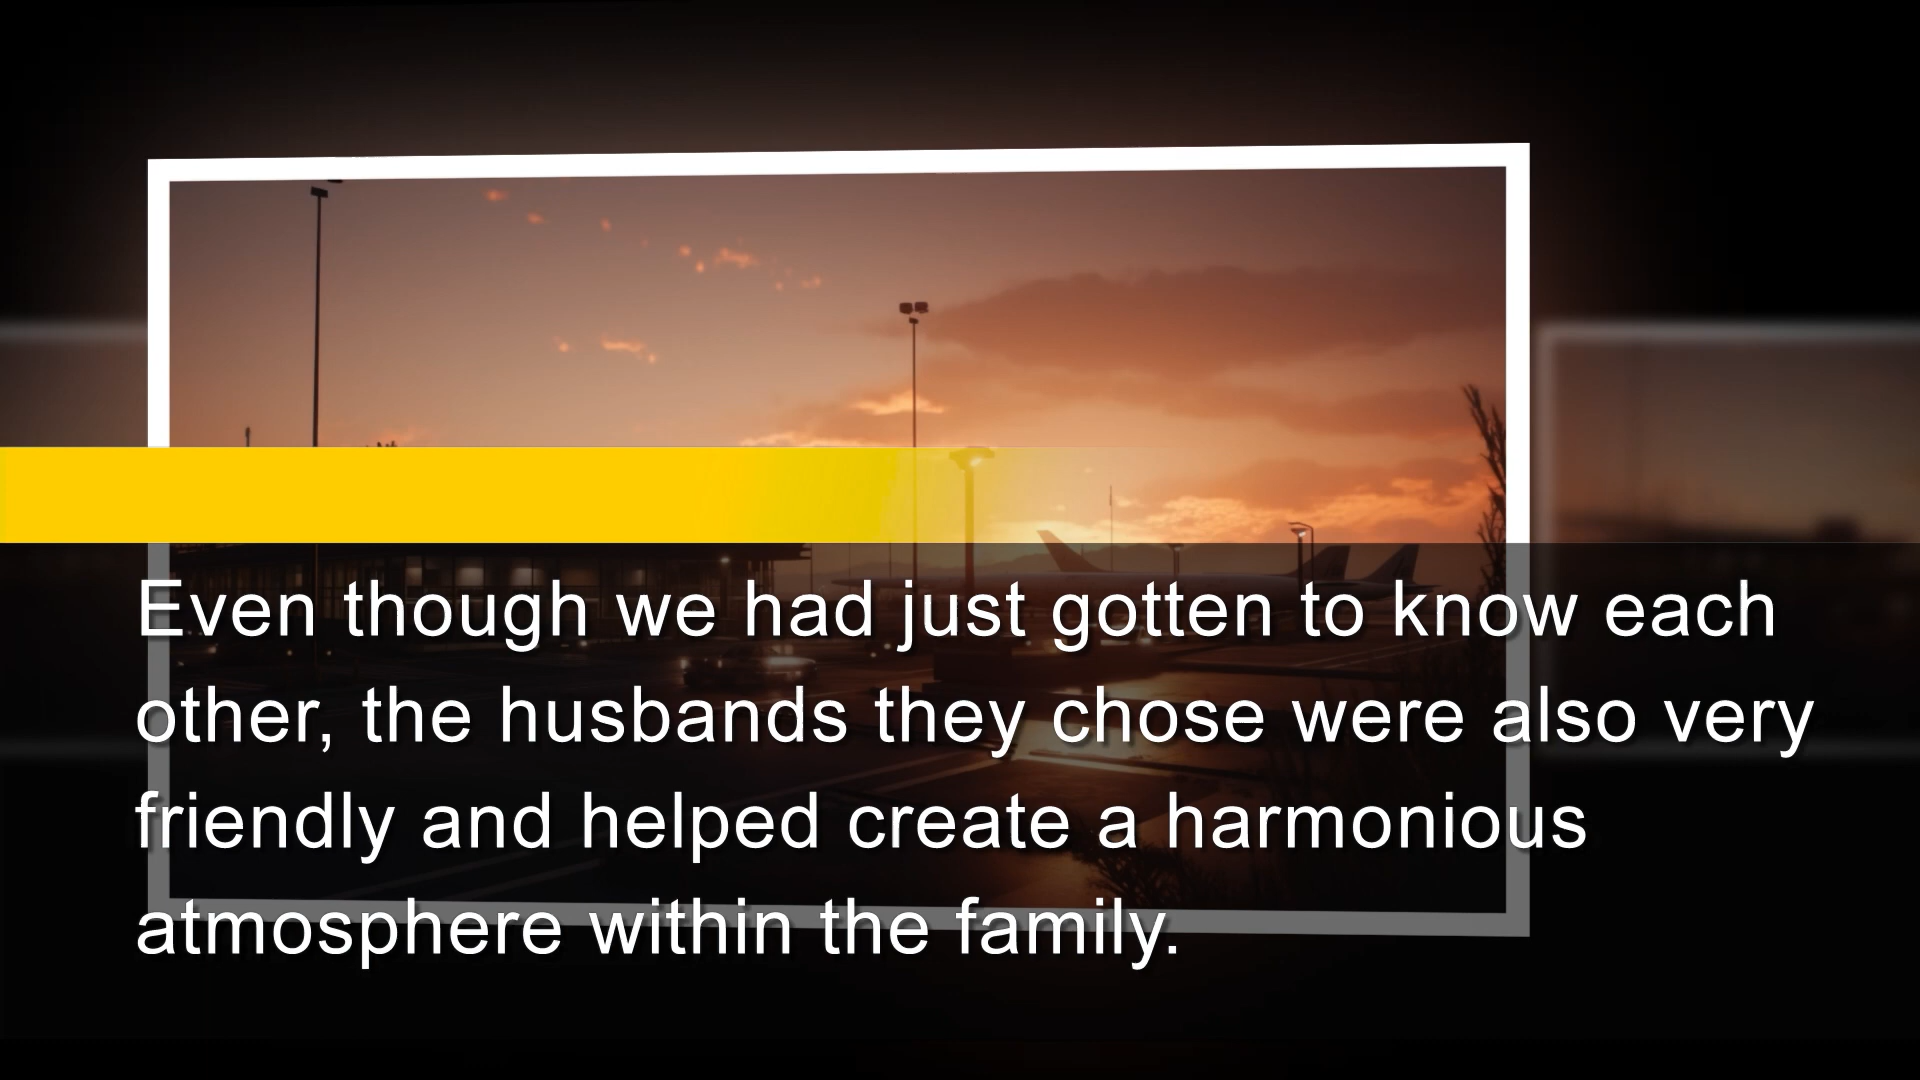 Even though we had just gotten to know each
other, the husbands they chose were also very
friendly and helped create a harmonious
atmosphere within the family.